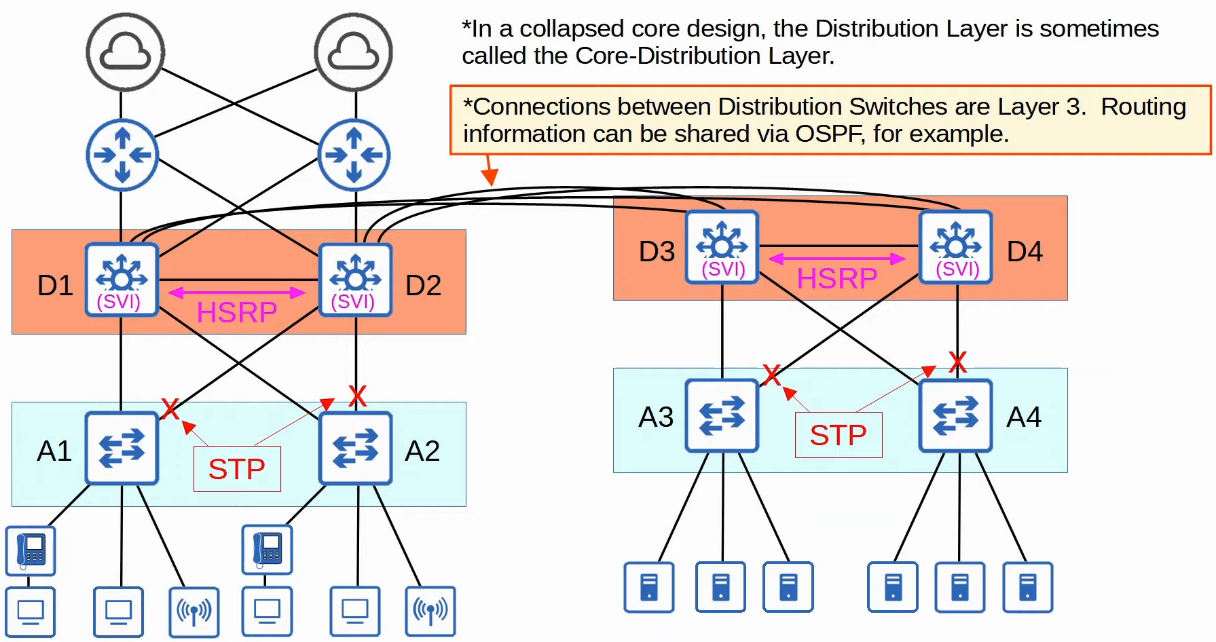 *In a collapsed core design, the Distribution Layer is sometimes
called the Core-Distribution Layer.
*Connections between Distribution Switches are Layer 3.  Routing
information can be shared via OSPF, for example.
D1
(SVI)
HSRP
(SVI)
D2
D3
(SVI)
HSRP
(SVI)
D4
X
X
A1
STP
A2
X
X
A3
STP
A4